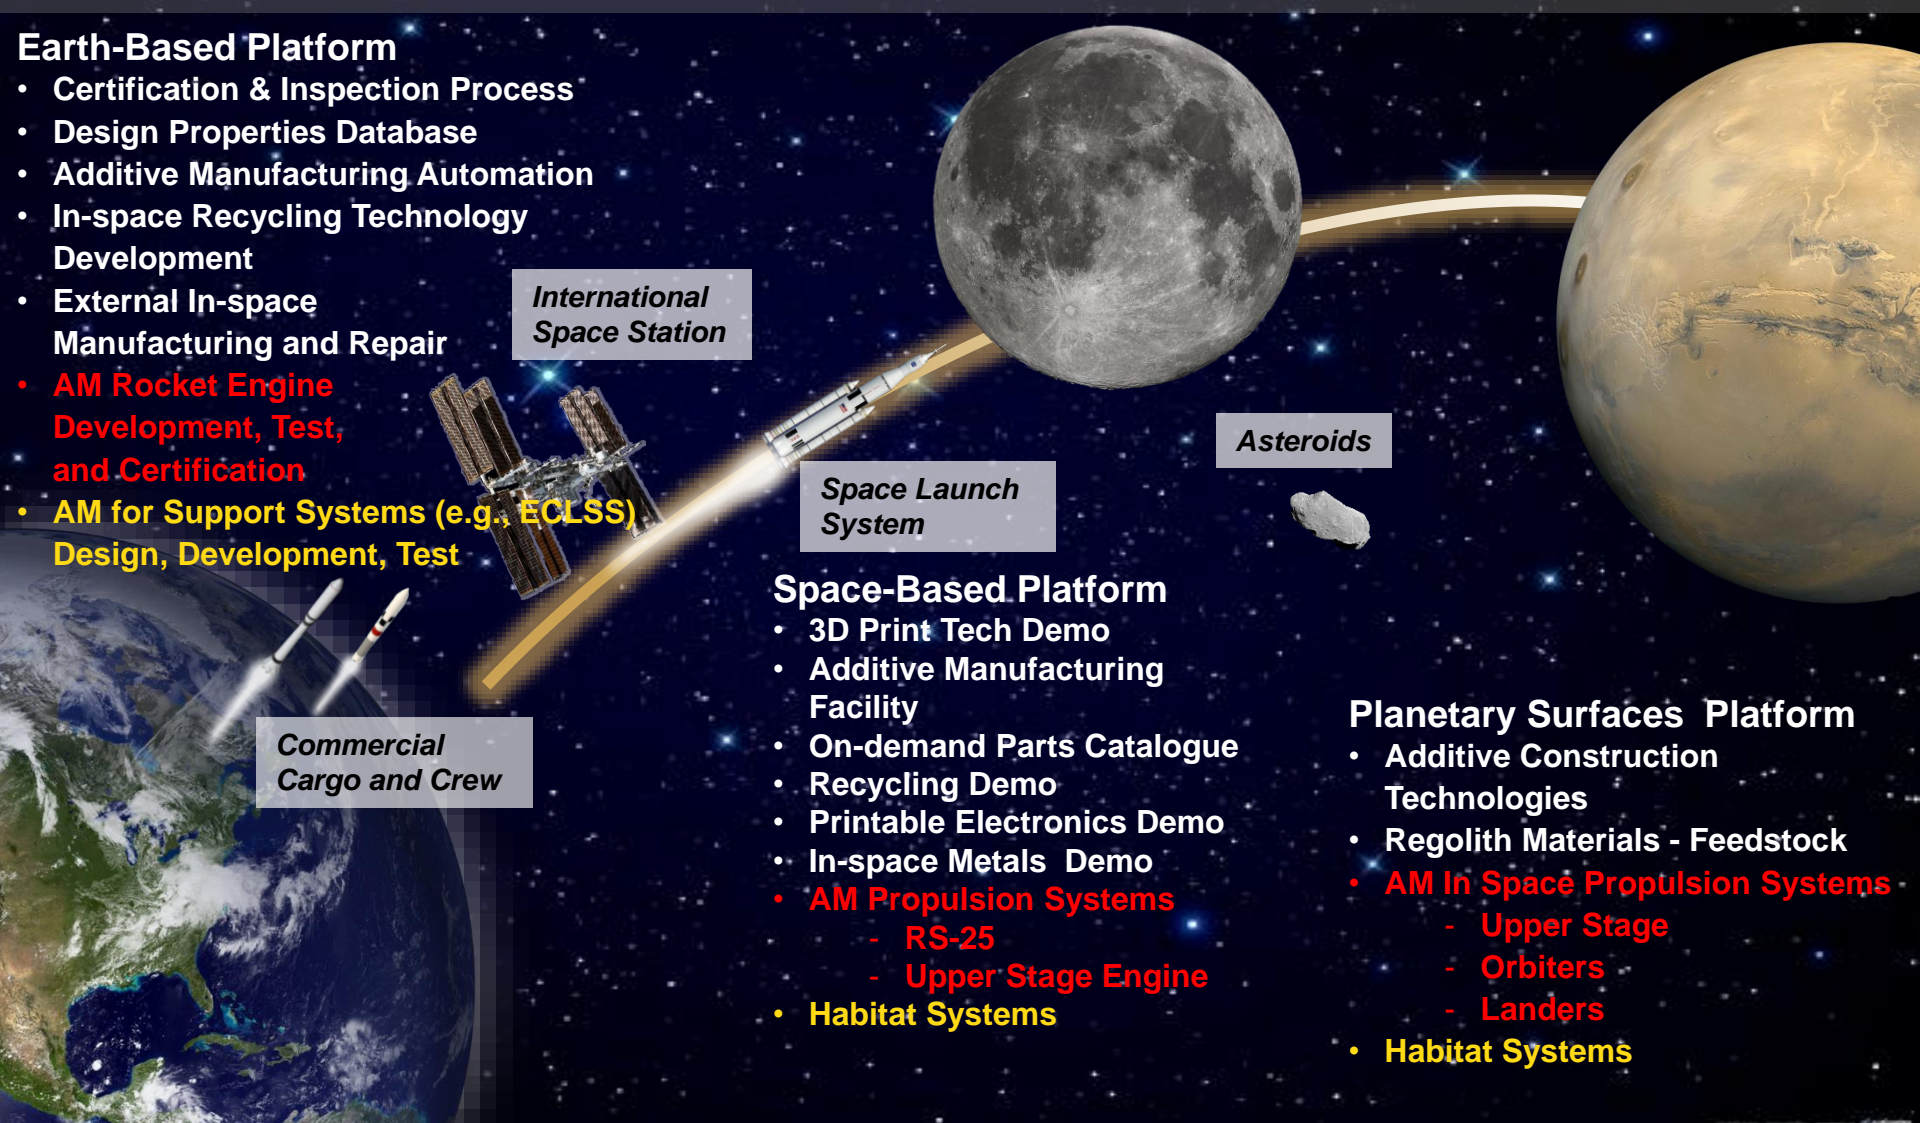 Earth-Based Platform
• Certification & Inspection Process
• Design Properties Database
• Additive Manufacturing Automation
• In-space Recycling Technology
Development
• External In-space
Manufacturing and Repair
• AM Rocket Engine
Development, Test,
and Certification
• AM for Support Systems (e.g., ECLSS)
Design, Development, Test
International
Space Station
Commercial
Cargo and Crew
Space Launch
System
Asteroids
Space-Based Platform
• 3D Print Tech Demo
• Additive Manufacturing
Facility
• On-demand Parts Catalogue
• Recycling Demo
• Printable Electronics Demo
• In-space Metals  Demo
• AM Propulsion Systems
- RS-25
- Upper Stage Engine
• Habitat Systems
Planetary Surfaces  Platform
• Additive Construction
Technologies
• Regolith Materials - Feedstock
• AM In Space Propulsion Systems
- Upper Stage
- Orbiters
- Landers
• Habitat Systems